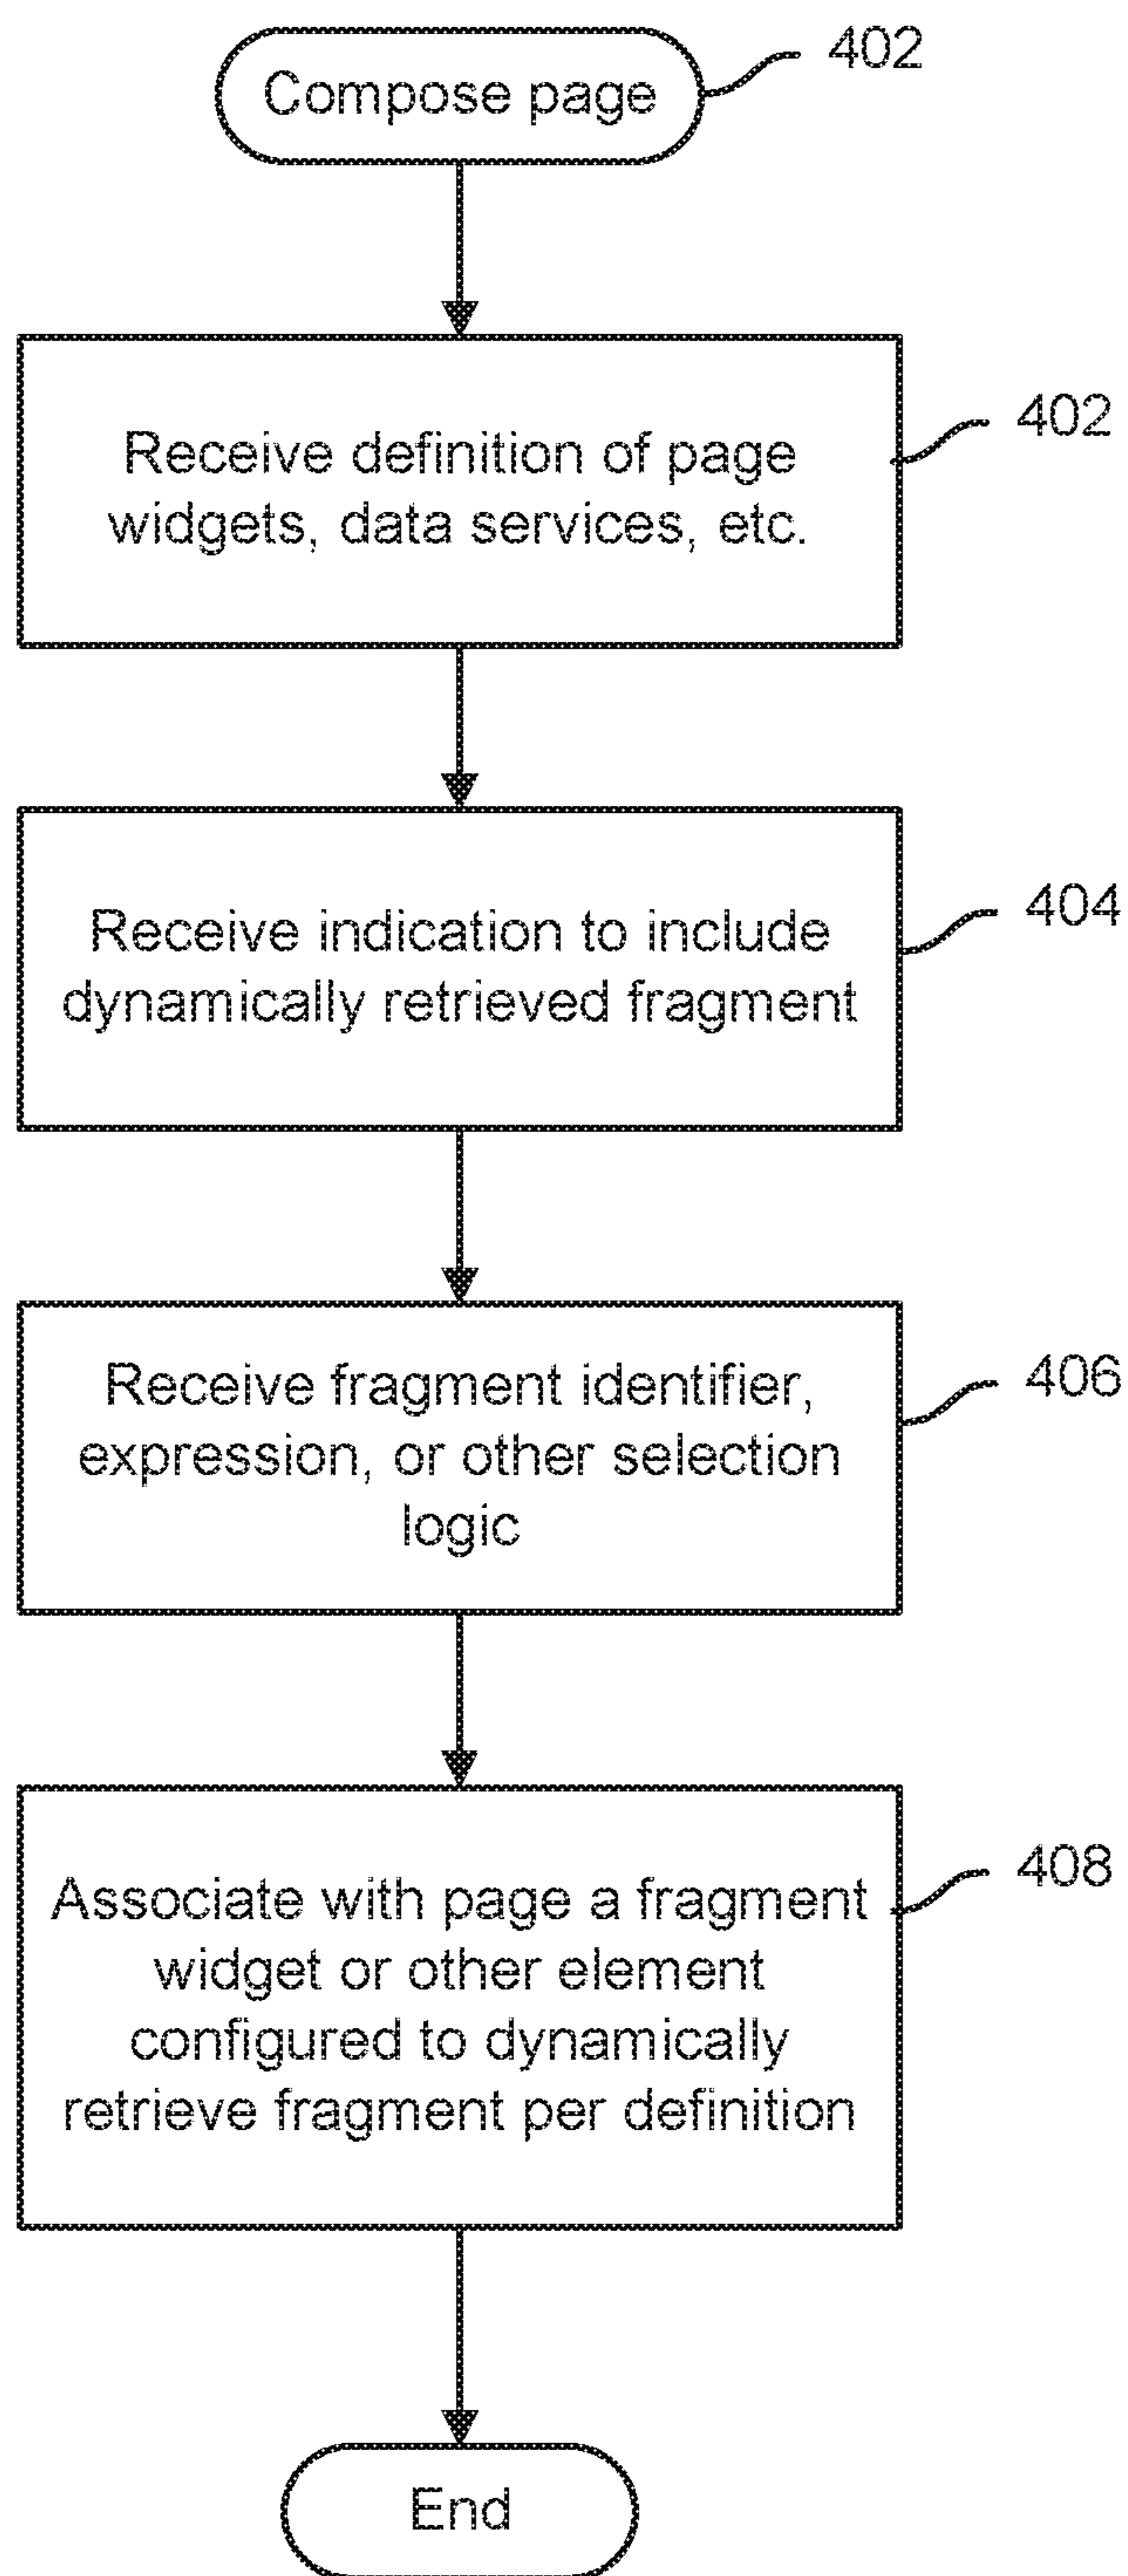 Compose page
402
Receive definition of page
widgets, data services, etc.
402
Receive indication to include
dynamically retrieved fragment
404
Receive fragment identifier,
expression, or other selection
logic
406
Associate with page a fragment
widget or other element
configured to dynamically
retrieve fragment per definition
408
End